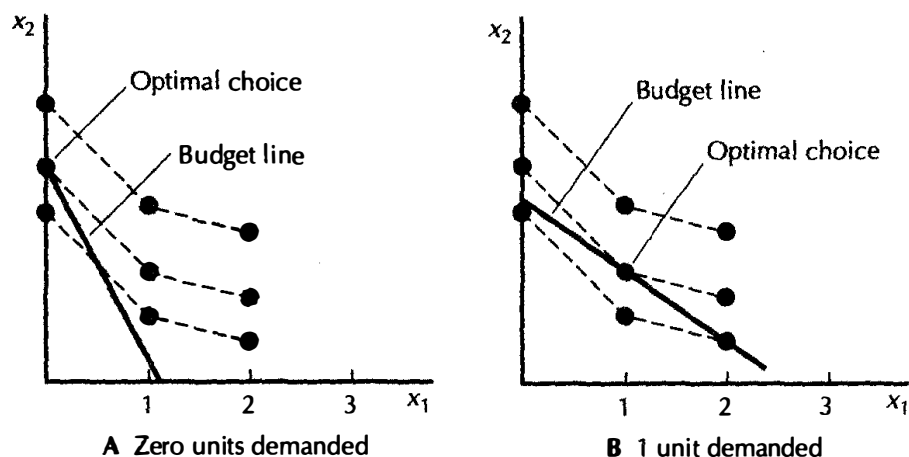 x2
Optimal choice
Budget line
1
2
3
x1
A Zero units demanded
x2
Budget line
Optimal choice
1
2
3
x1
B 1 unit demanded